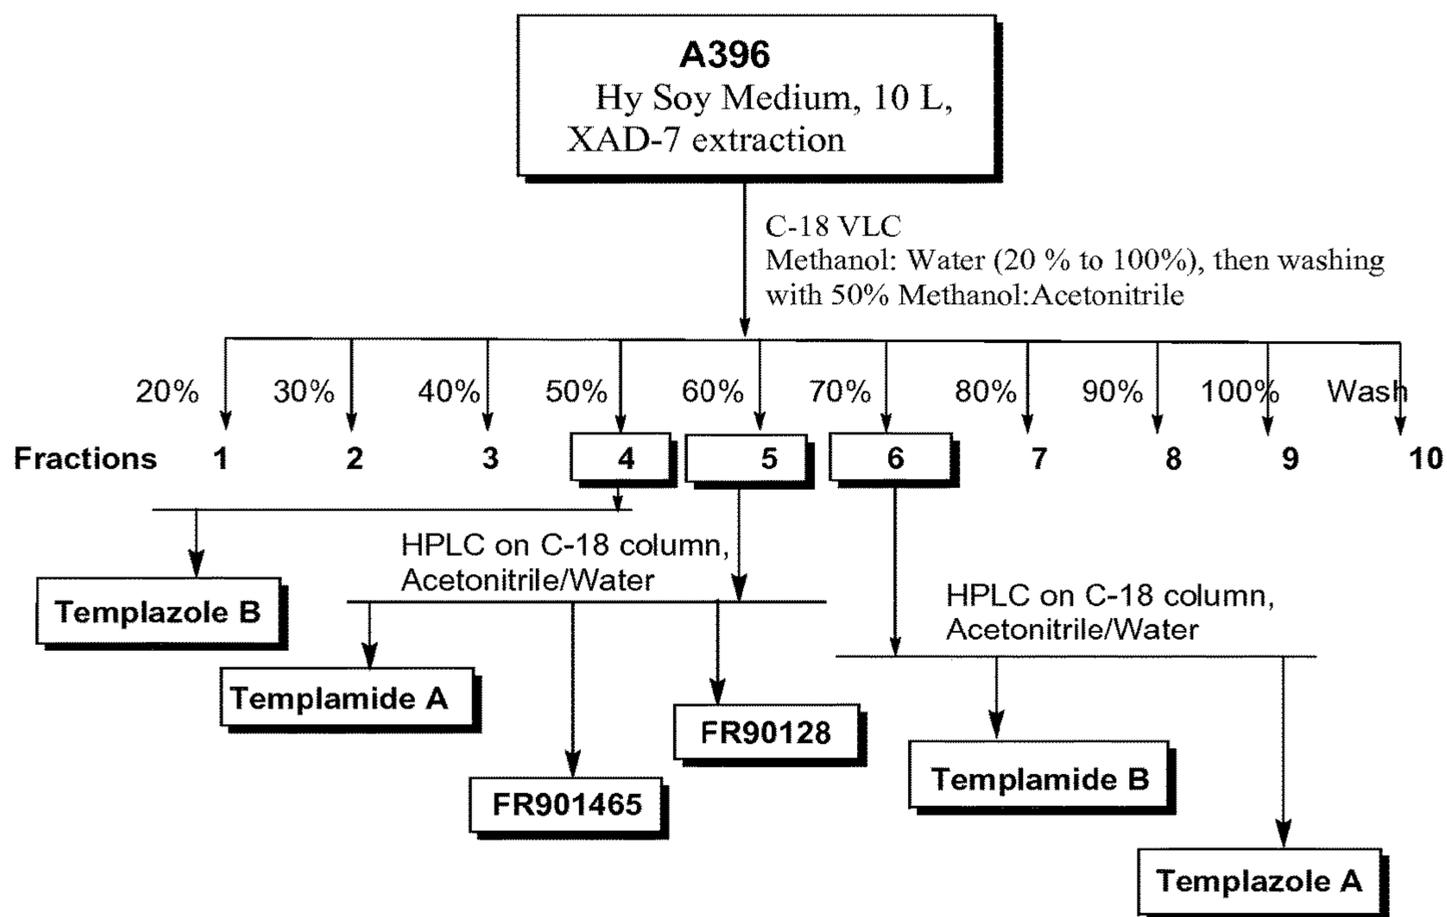 A396
Hy Soy Medium, 10 L,
XAD-7 extraction
C-18 VLC
Methanol: Water (20 % to 100%), then washing
with 50% Methanol:Acetonitrile
20% 30% 40% 50% 60% 70% 80% 90% 100% Wash
Fractions 1 2 3 4 5 6 7 8 9 10
HPLC on C-18 column,
Acetonitrile/Water
HPLC on C-18 column,
Acetonitrile/Water
Templazole B
Templamide A
FR90128
FR901465
Templamide B
Templazole A